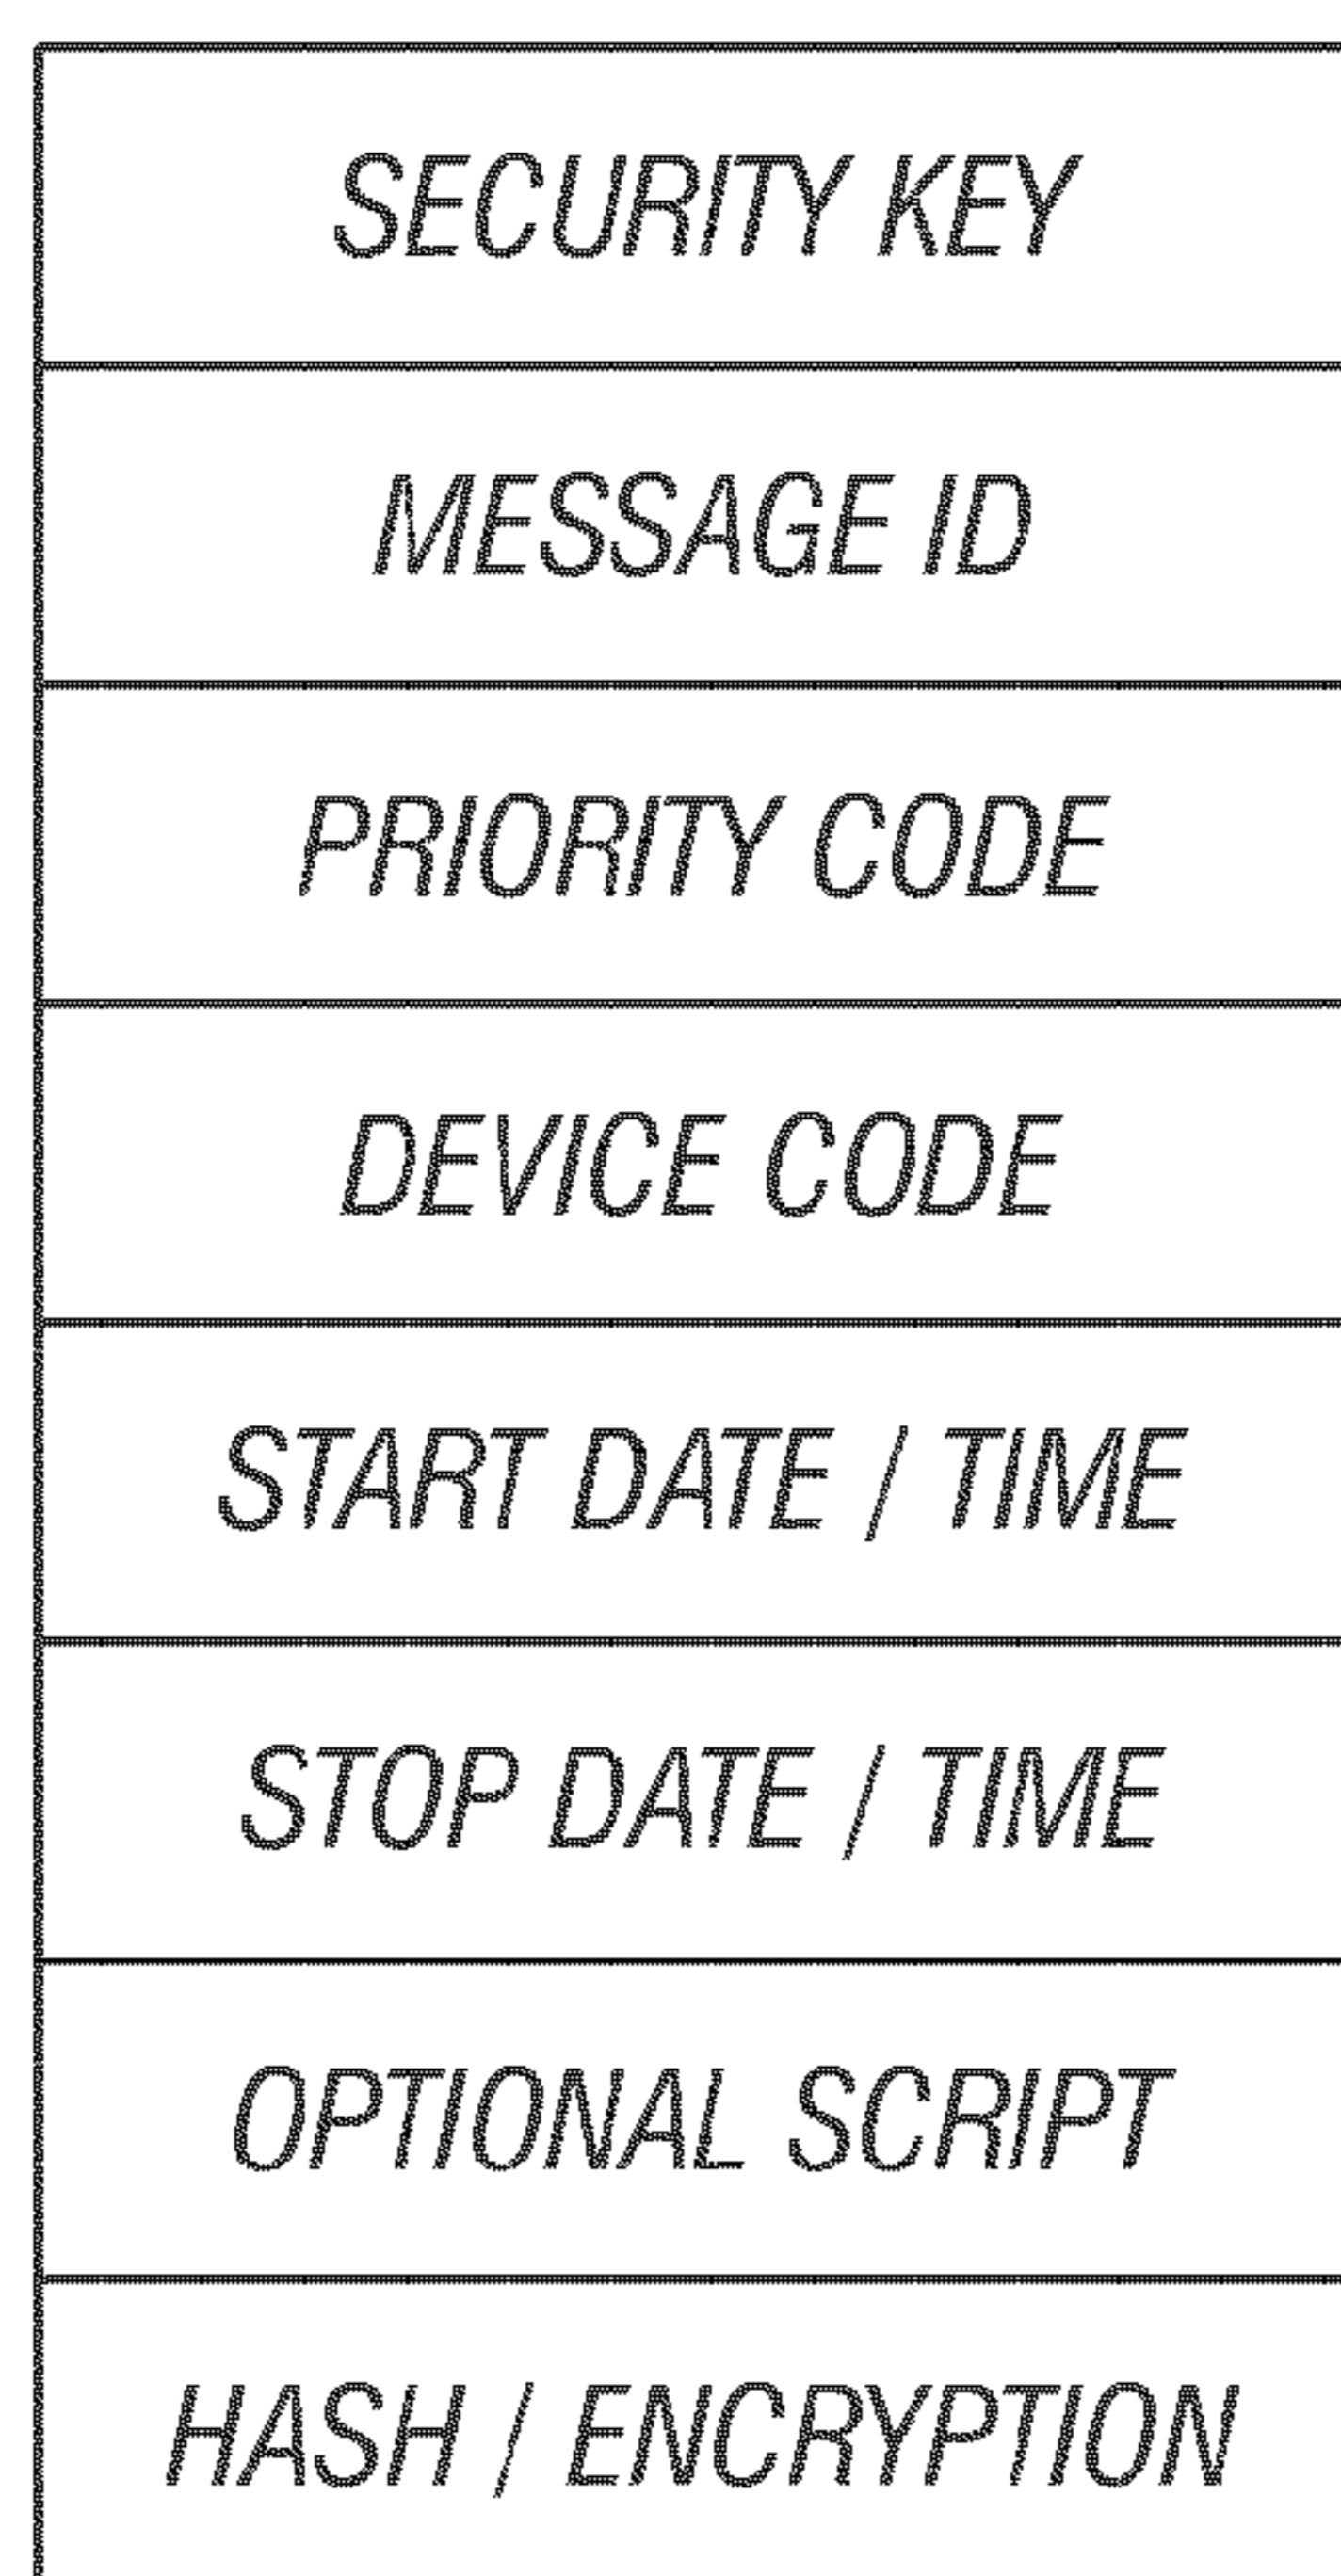 SECURITY KEY
MESSAGE ID
PRIORITY CODE
DEVICE CODE
START DATE / TIME
STOP DATE / TIME
OPTIONAL SCRIPT
HASH / ENCRYPTION